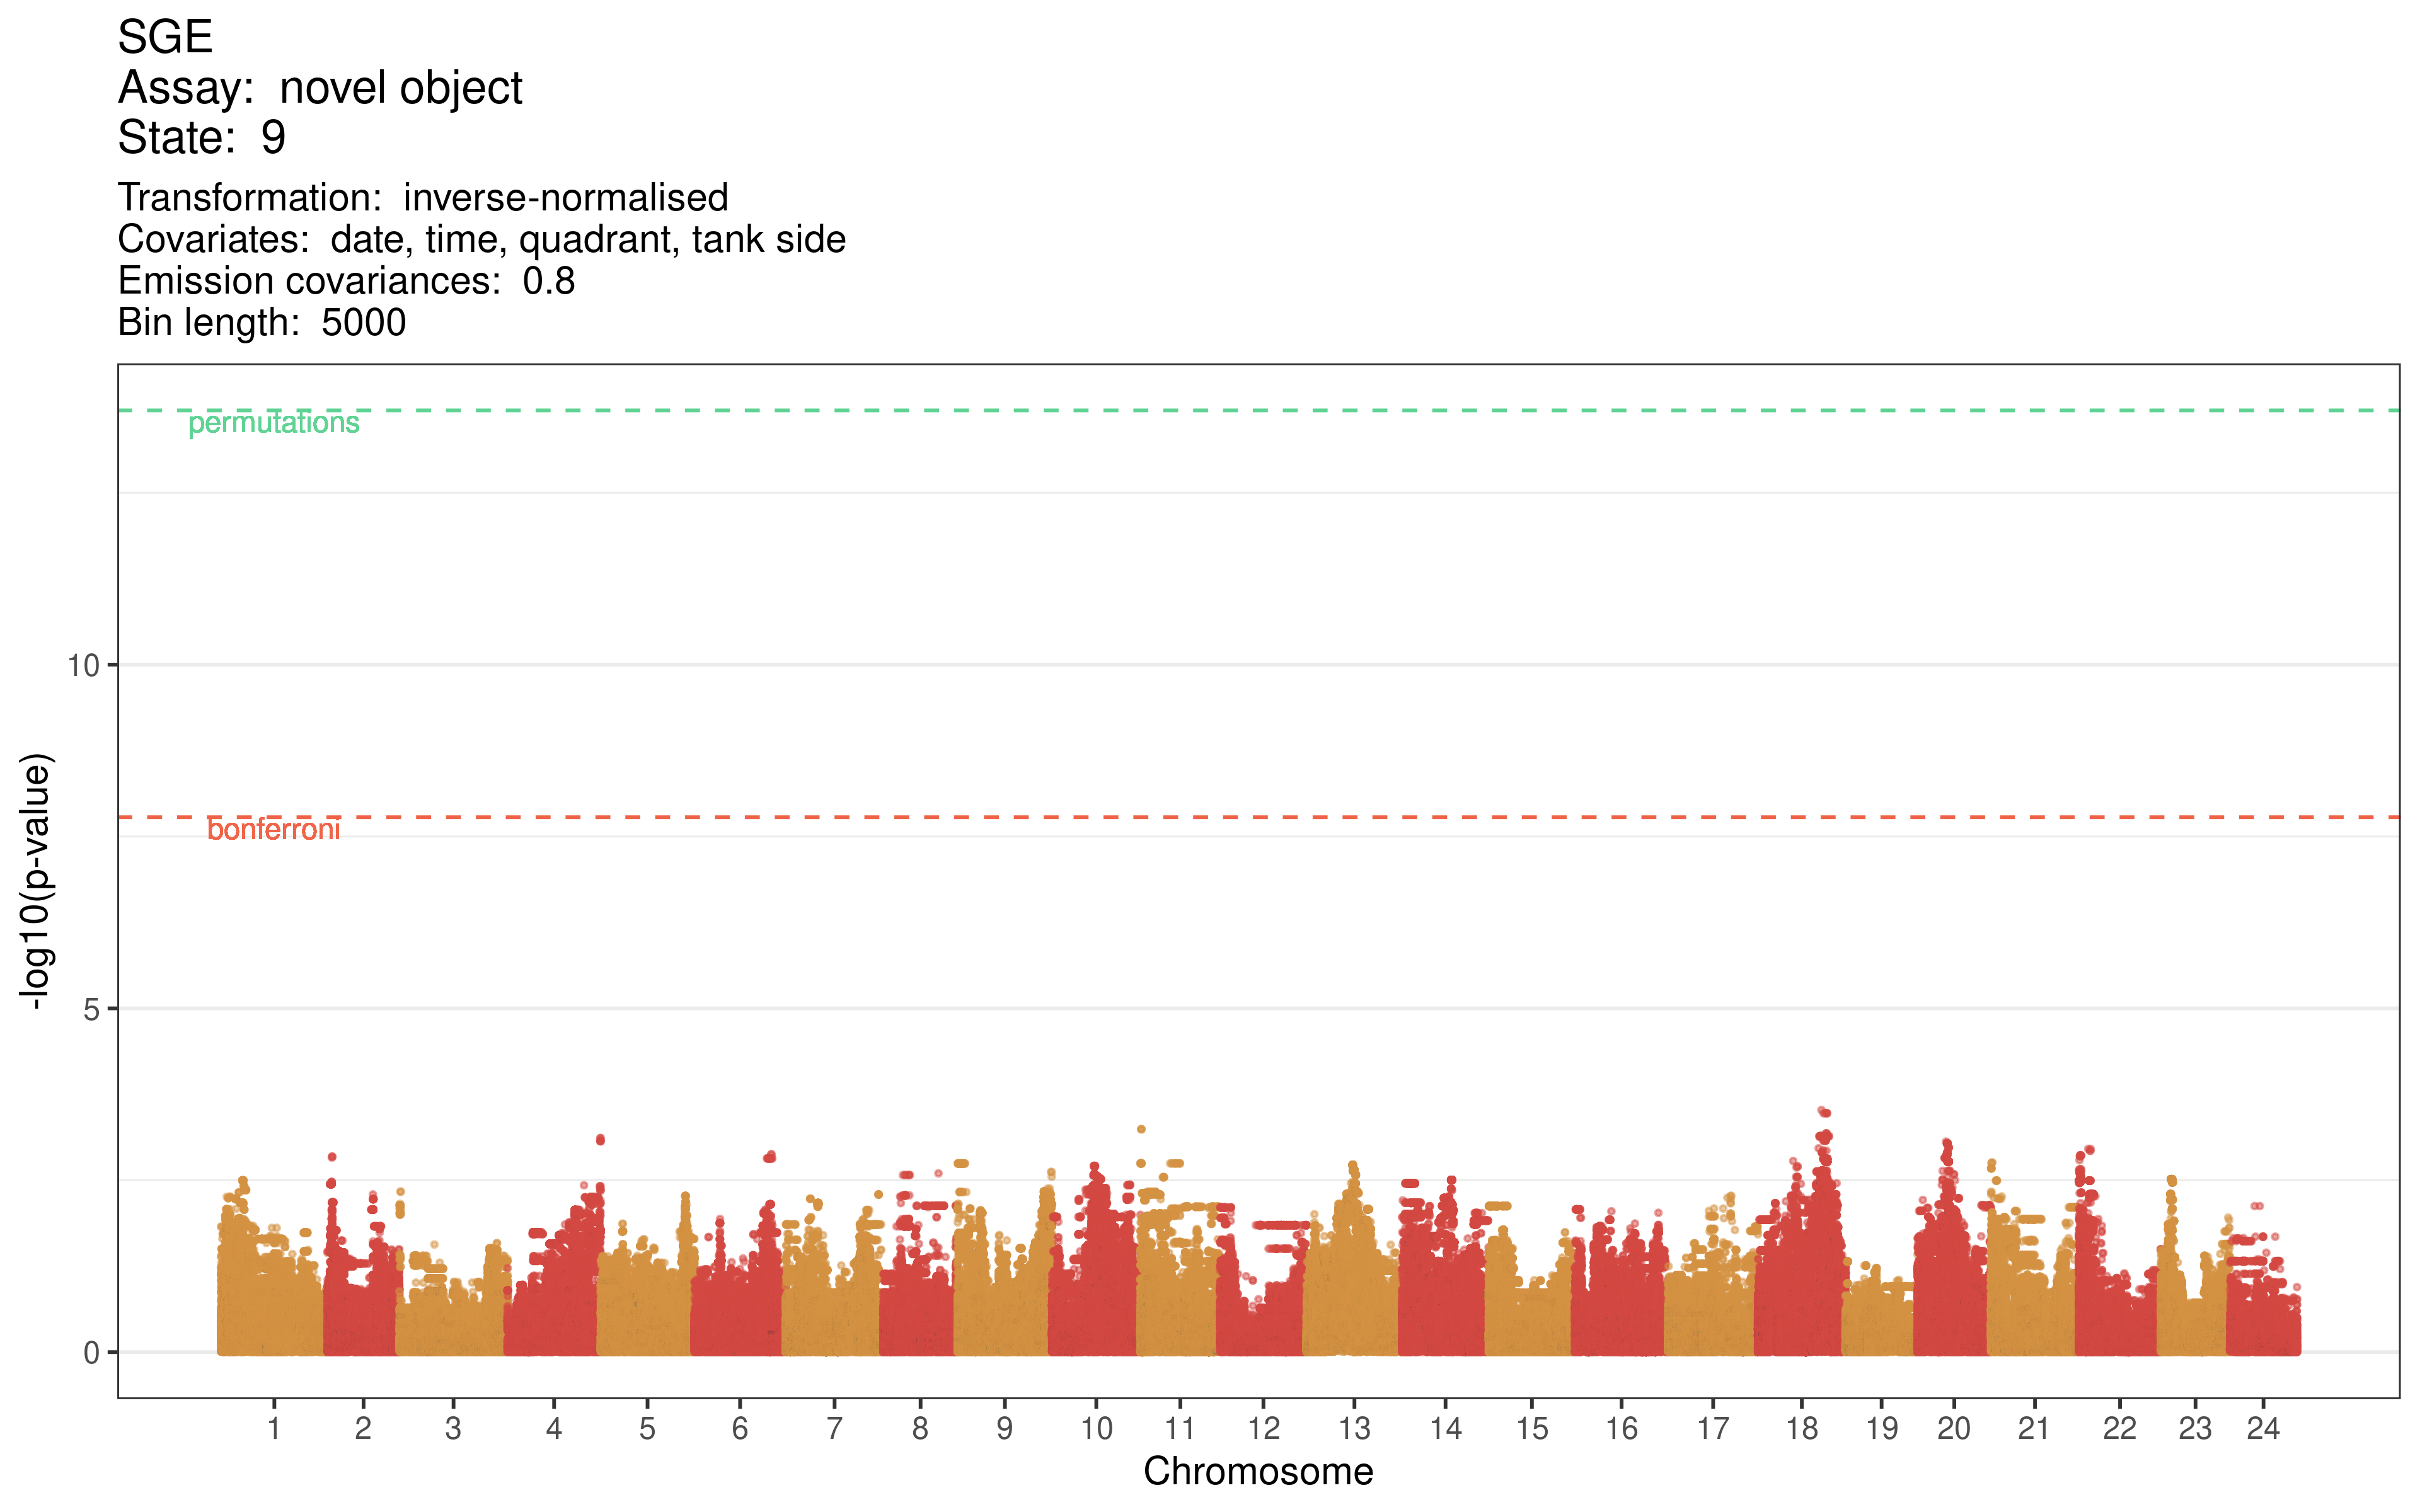 SGE
Assay:  novel object
State:  9
Transformation:  inverse-normalised
Covariates:  date, time, quadrant, tank side
Emission covariances:  0.8
Bin length:  5000
permutations
10
bonferroni
-log10(p-value)
5
0
1 2 3 4 5 6 7 8 9 10 11 12 13 14 15 16 17 18 19 20 21 22 23 24
Chromosome